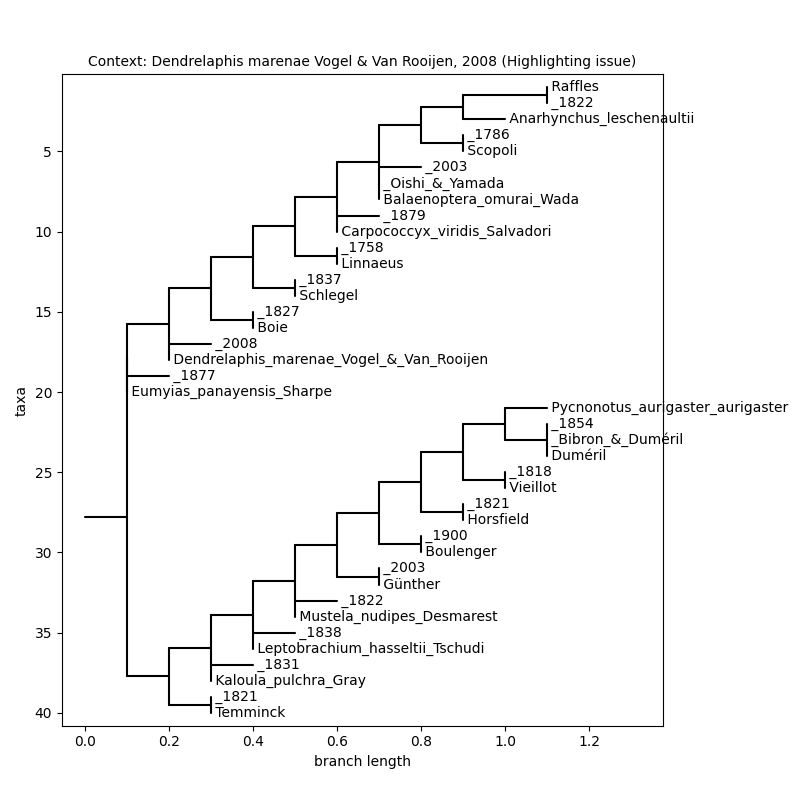 Context: Dendrelaphis marenae Vogel & Van Rooijen, 2008 (Highlighting issue)
Raffles
_1822
Anarhynchus_leschenaultii
_1786
5
Scopoli
_2003
_Oishi_&_Yamada
Balaenoptera_omurai_Wada
_1879
10
Carpococcyx_viridis_Salvadori
_1758
Linnaeus
_1837
Schlegel
_1827
15
Boie
_2008
Dendrelaphis_marenae_Vogel_&_Van_Rooijen
_1877
20
Eumyias_panayensis_Sharpe
taxa
Pycnonotus_aurigaster_aurigaster
_1854
_Bibron_&_Duméril
Duméril
25
_1818
Vieillot
_1821
Horsfield
_1900
30
Boulenger
_2003
Günther
_1822
Mustela_nudipes_Desmarest
35
_1838
Leptobrachium_hasseltii_Tschudi
_1831
Kaloula_pulchra_Gray
_1821
40
Temminck
0.0 0.2 0.4 0.6 0.8 1.0 1.2
branch length